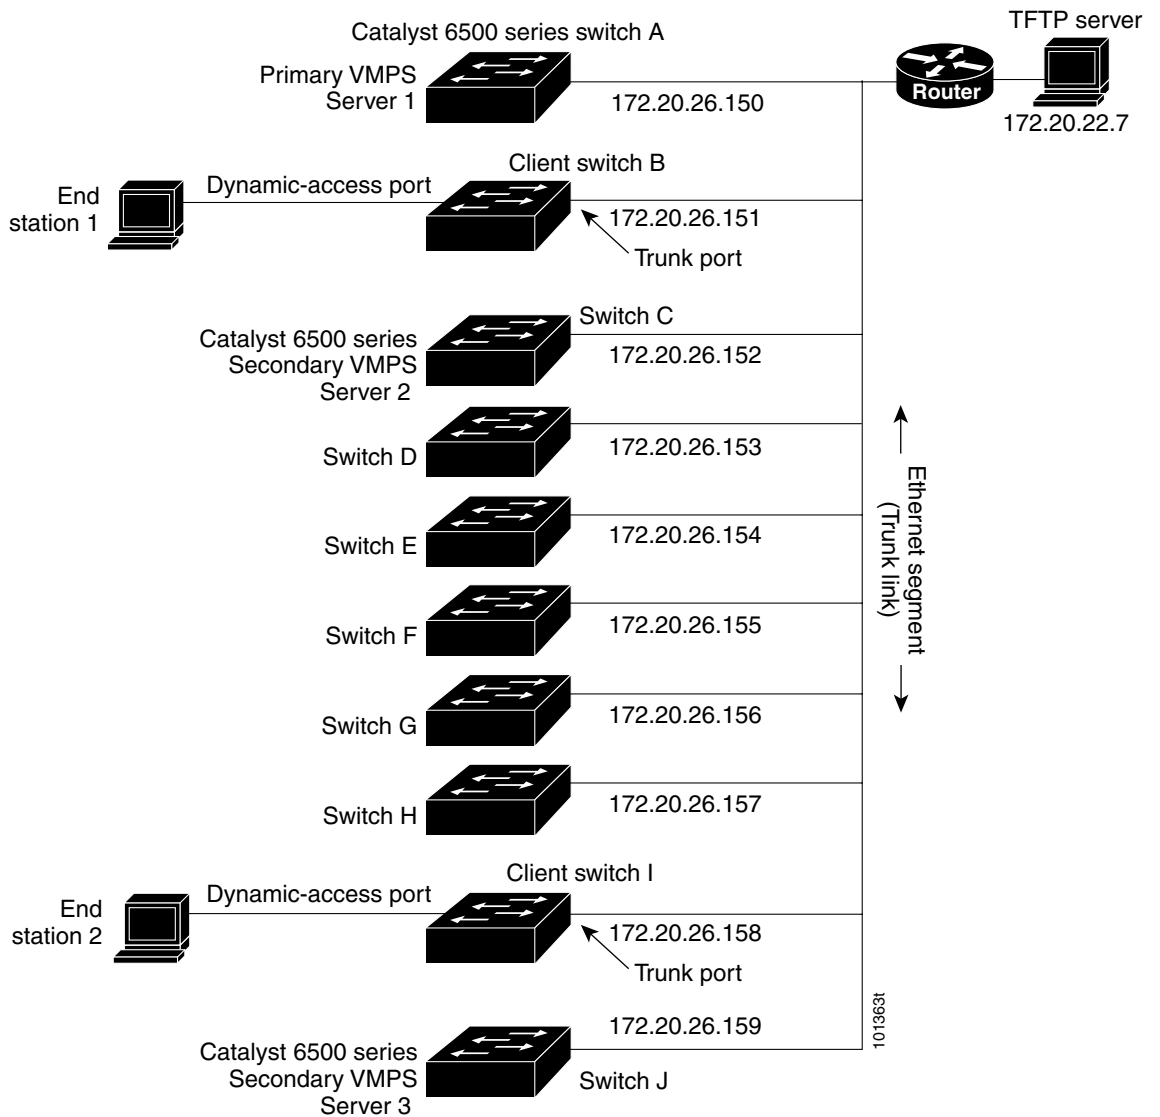 Catalyst 6500 series switch A
TFTP server
Primary VMPS
Server 1
172.20.26.150
Router
172.20.22.7
Client switch B
End
station 1
Dynamic-access port
172.20.26.151
Trunk port
Switch C
Catalyst 6500 series
Secondary VMPS
Server 2
172.20.26.152
Switch D
172.20.26.153
Switch E
172.20.26.154
Ethernet segment
(Trunk link)
Switch F
172.20.26.155
Switch G
172.20.26.156
Switch H
172.20.26.157
Client switch I
End
station 2
Dynamic-access port
172.20.26.158
Trunk port
172.20.26.159
Catalyst 6500 series
Secondary VMPS
Server 3
Switch J
101363t